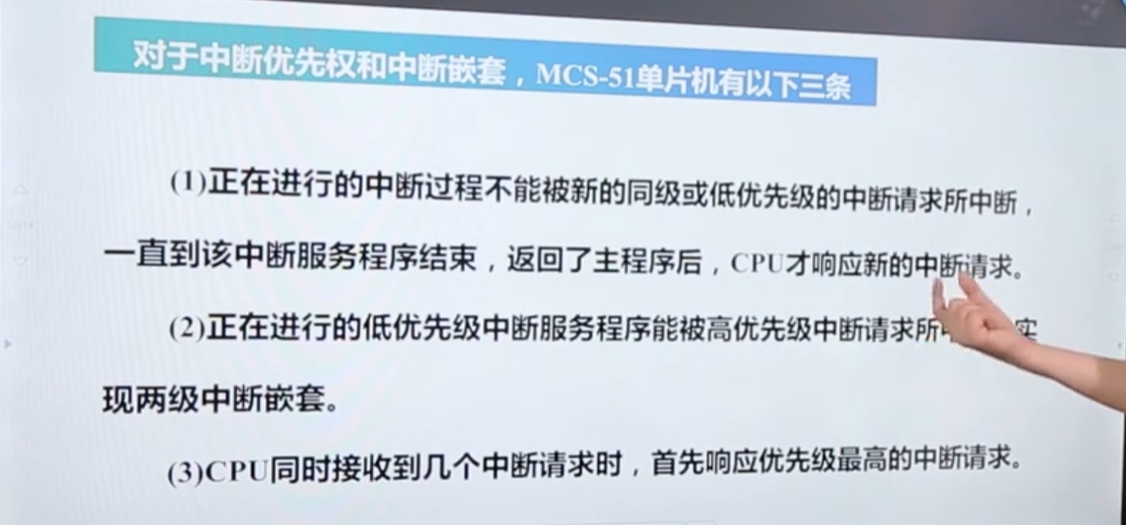 对于中断优先权和中断嵌套，MCS-51单片机有以下三条
(1)正在进行的中断过程不能被新的同级或低优先级的中断请求所中断，
一直到该中断服务程序结束，返回了主程序后，CPU才响应新的中断请求。
(2)正在进行的低优先级中断服务程序能被高优先级中断请求所 实
现两级中断嵌套。
(3)CPU同时接收到几个中断请求时，首先响应优先级最高的中断请求。